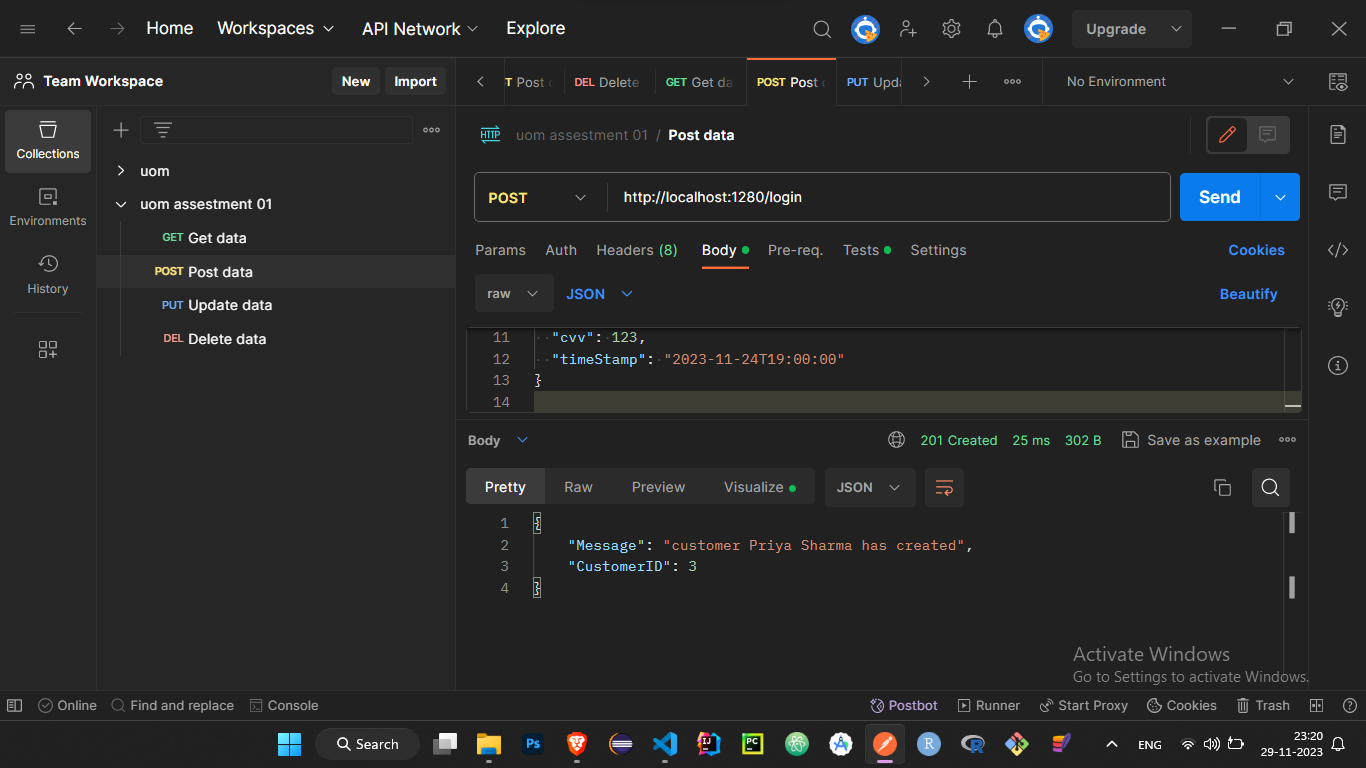 Home Workspaces API Network Explore Upgrade
Team Workspace New Import
T Post c DEL Delete GET Get da POST Post c PUT Upda No Environment
Collections
Environments
History
uom
uom assestment 01
GET Get data
POST Post data
PUT Update data
DEL Delete data
HTTP uom assestment 01 / Post data
POST http://localhost:1280/login Send
Params Auth Headers (8) Body Pre-req. Tests Settings Cookies
raw JSON Beautify
11 "cvv": 123,
12 "timeStamp": "2023-11-24T19:00:00"
13 }
14
Body 201 Created 25 ms 302 B Save as example
Pretty Raw Preview Visualize JSON
1 {
2 "Message": "customer Priya Sharma has created",
3 "CustomerID": 3
4 }
Activate Windows
Go to Settings to activate Windows.
Online Find and replace Console Postbot Runner Start Proxy Cookies Trash
Search Ps IJ PC R R ENG 23:20
29-11-2023